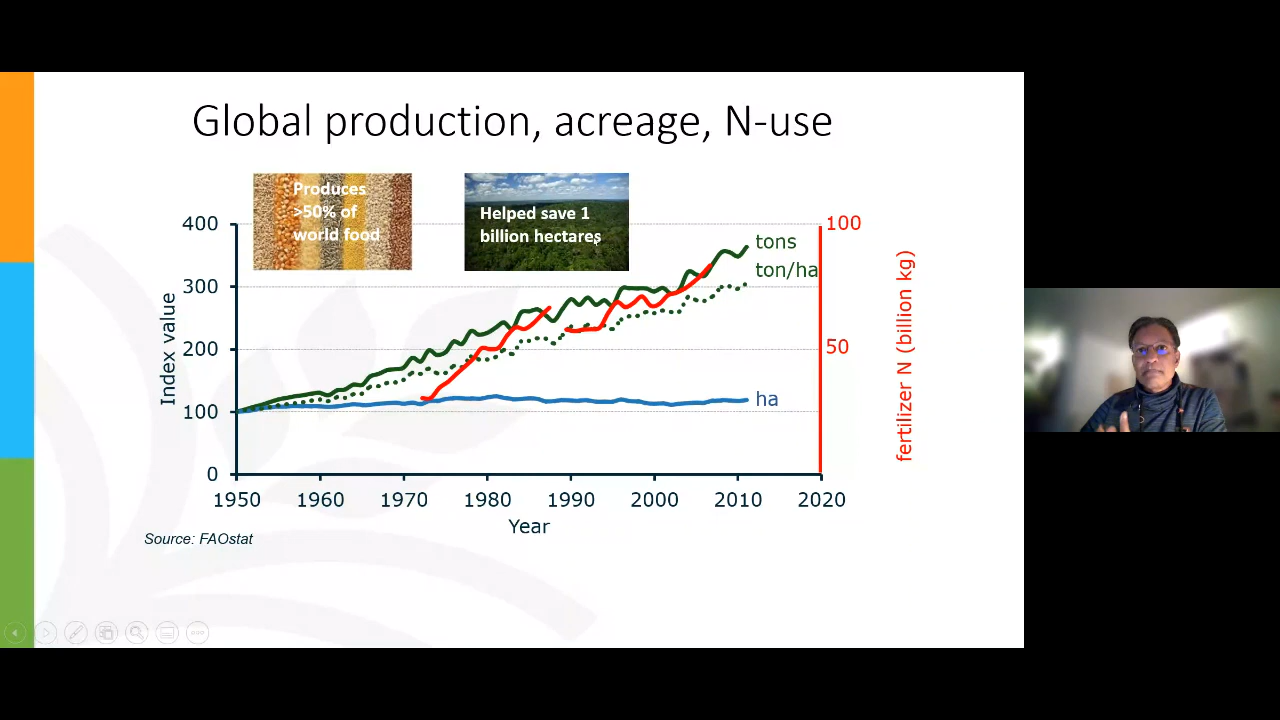 Global production, acreage, N-use
Produces
>50% of
world food
Helped save 1
billion hectares
400
300
200
100
0
Index value
1950
1960
1970
1980
1990
2000
2010
2020
Year
tons
ton/ha
ha
100
50
fertilizer N (billion kg)
Source: FAOstat